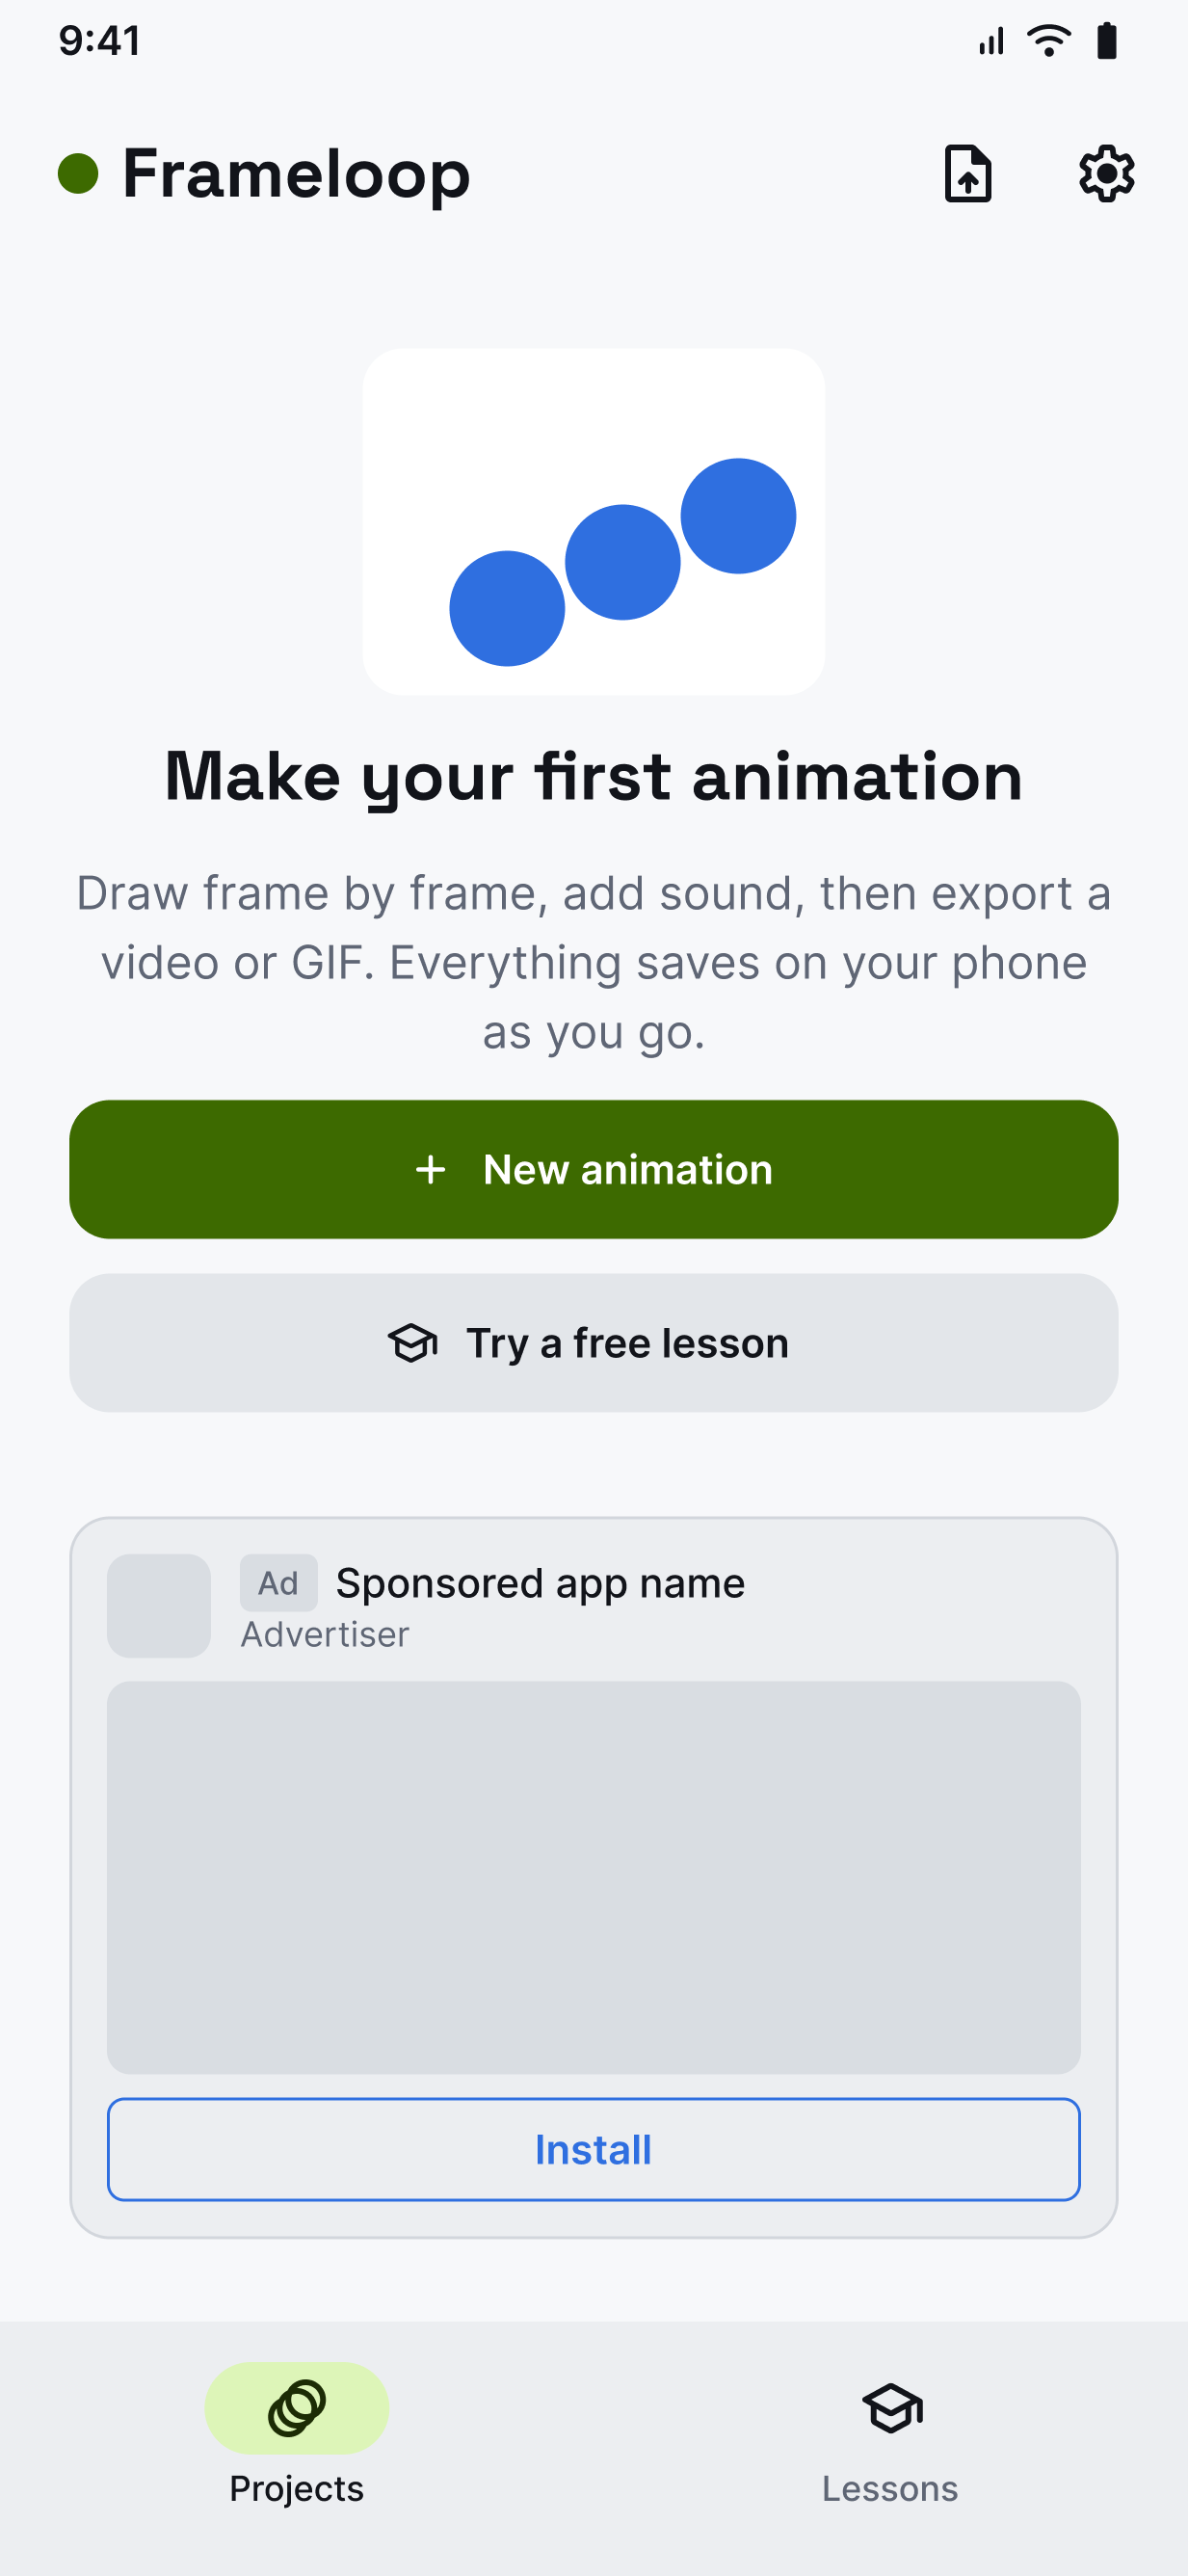 9:41
Frameloop
Make your first animation
Draw frame by frame, add sound, then export a
video or GIF. Everything saves on your phone
as you go.
New animation
Try a free lesson
Ad Sponsored app name
Advertiser
Install
Projects
Lessons